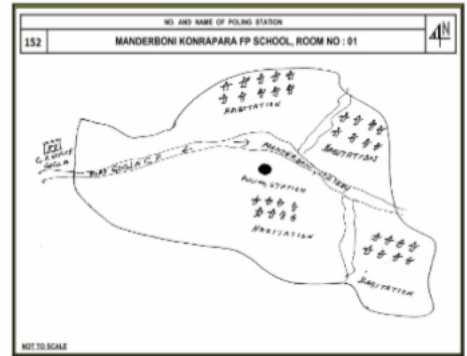 NO. AND NAME OF POLING STATION
152
MANDERBONI KONRAPARA FP SCHOOL, ROOM NO : 01
N
HABITATION
HABITATION
MANDERBONI
POLING STATION
HABITATION
HABITATION
NOT TO SCALE